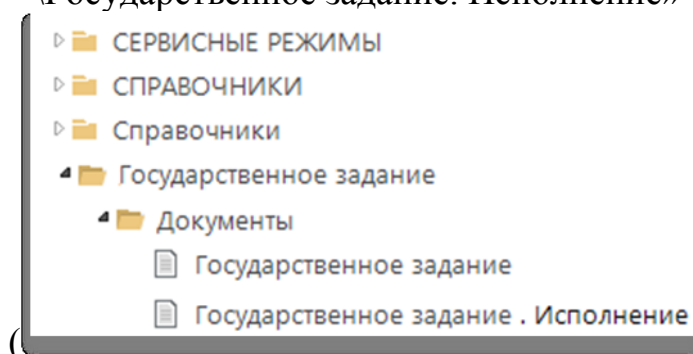 \Государственное задание. Исполнение»
СЕРВИСНЫЕ РЕЖИМЫ
СПРАВОЧНИКИ
Справочники
Государственное задание
Документы
Государственное задание
Государственное задание . Исполнение
(